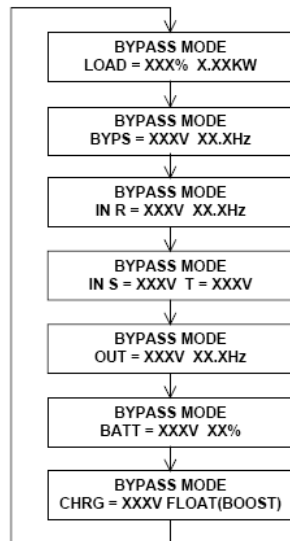 BYPASS MODE
LOAD = XXX% X.XXKW
BYPASS MODE
BYPS = XXXV XX.XHz
BYPASS MODE
IN R = XXXV XX.XHz
BYPASS MODE
IN S = XXXV T = XXXV
BYPASS MODE
OUT = XXXV XX.XHz
BYPASS MODE
BATT = XXXV XX%
BYPASS MODE
CHRG = XXXV FLOAT(BOOST)